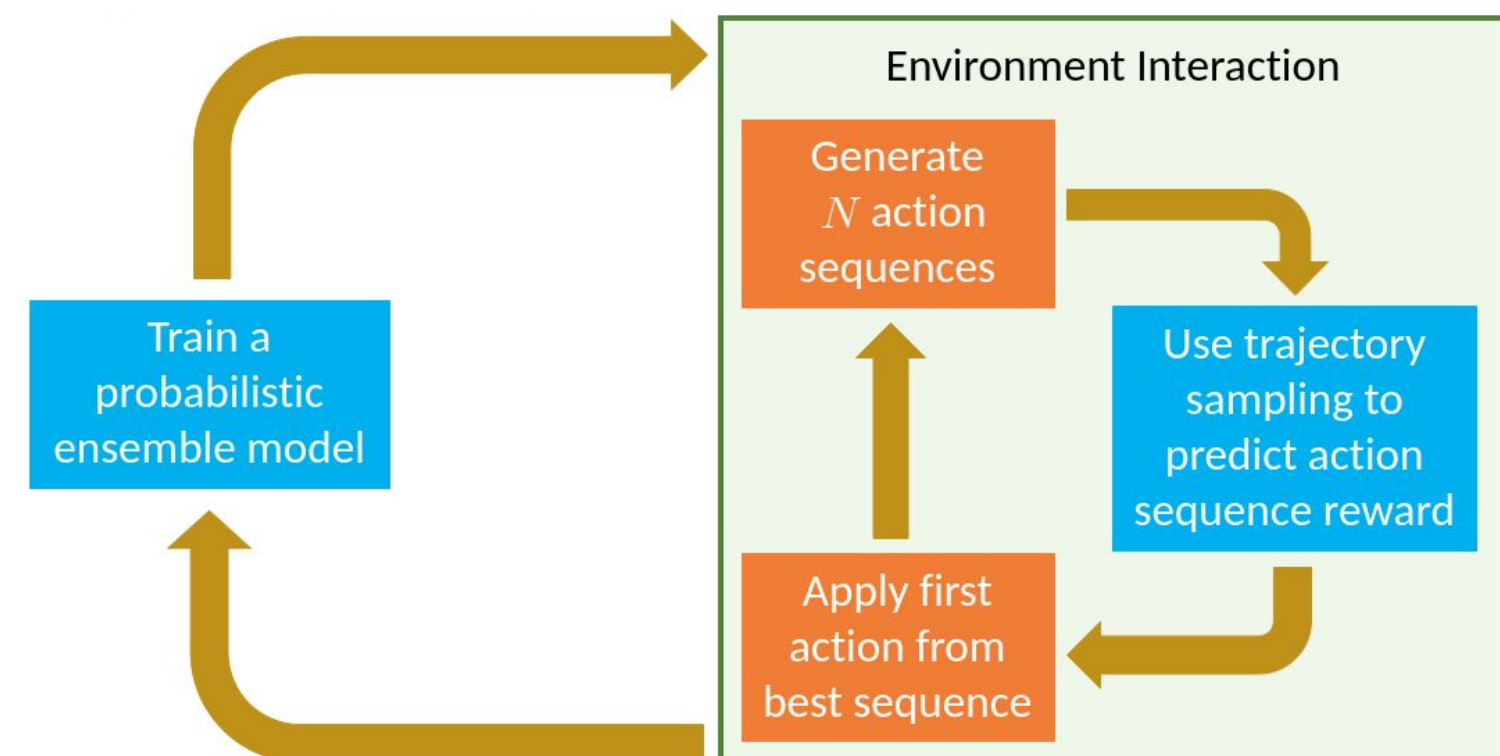 Environment Interaction
Generate
N action
sequences
Train a
probabilistic
ensemble model
Use trajectory
sampling to
predict action
sequence reward
Apply first
action from
best sequence